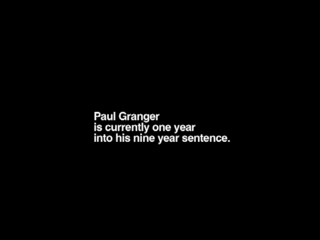 Paul Granger
is currently one year
into his nine year sentence.